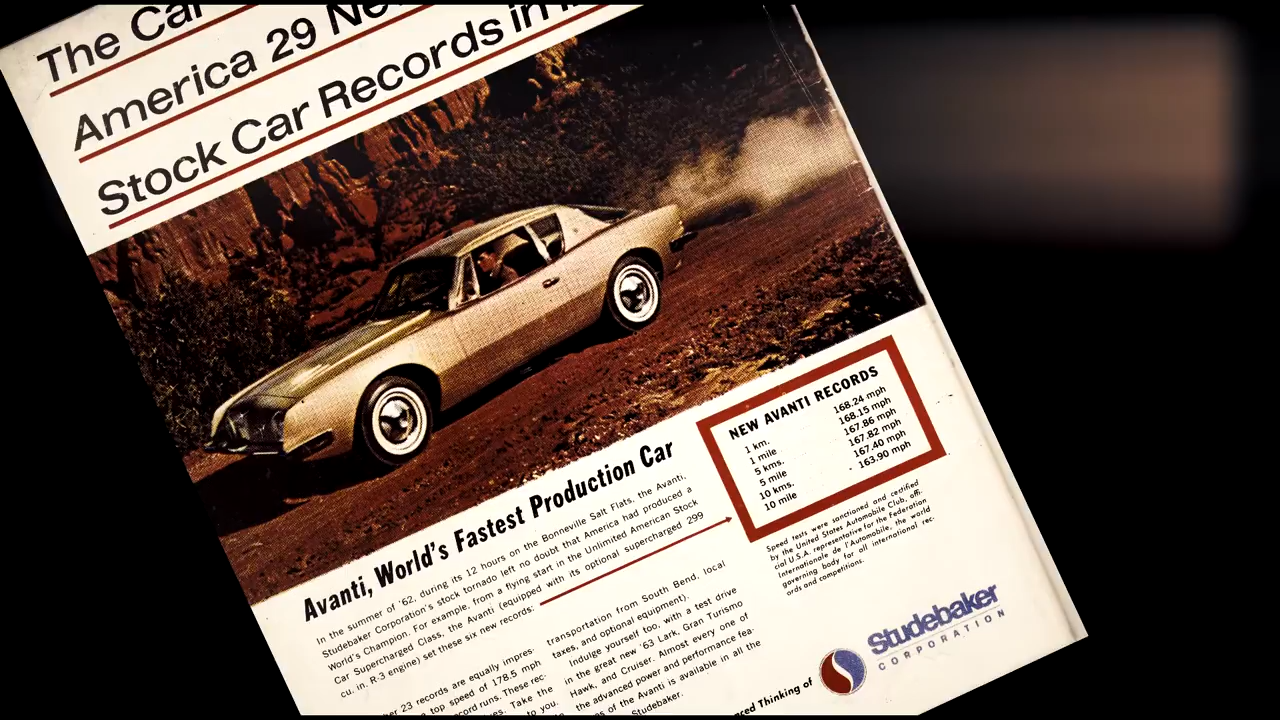 The Car
America 29 Ne
Stock Car Records in
NEW AVANTI RECORDS
1 km. 168.24 mph
1 mile 168.15 mph
5 kms. 167.86 mph
5 mile 167.82 mph
10 kms. 167.40 mph
10 mile 163.90 mph
Avanti, World's Fastest Production Car
In the summer of '62, during its 12 hours on the Bonneville Salt Flats, the Avanti,
Studebaker Corporation's stock tornado left no doubt that America had produced a
World's Champion. For example, from a flying start in the Unlimited American Stock
Car Supercharged Class, the Avanti (equipped with its optional supercharged 299
cu. in. R.3 engine) set these six new records:
Speed tests were sanctioned and certified
by the United States Automobile Club, offi-
cial U.S.A. representative for the Federation
Internationale de l'Automobile, the world
governing body for all international rec-
ords and competitions.
her 23 records are equally impres
top speed of 178.5 mph
cord runs. These rec-
es. Take the
to you.
transportation from South Bend, local
taxes, and optional equipment).
Indulge yourself too, with a test drive
in the great new '63 Lark, Gran Turismo
Hawk, and Cruiser. Almost every one of
the advanced power and performance fea-
s of the Avanti is available in all the
Studebaker.
nced Thinking of
Studebaker
CORPORATION